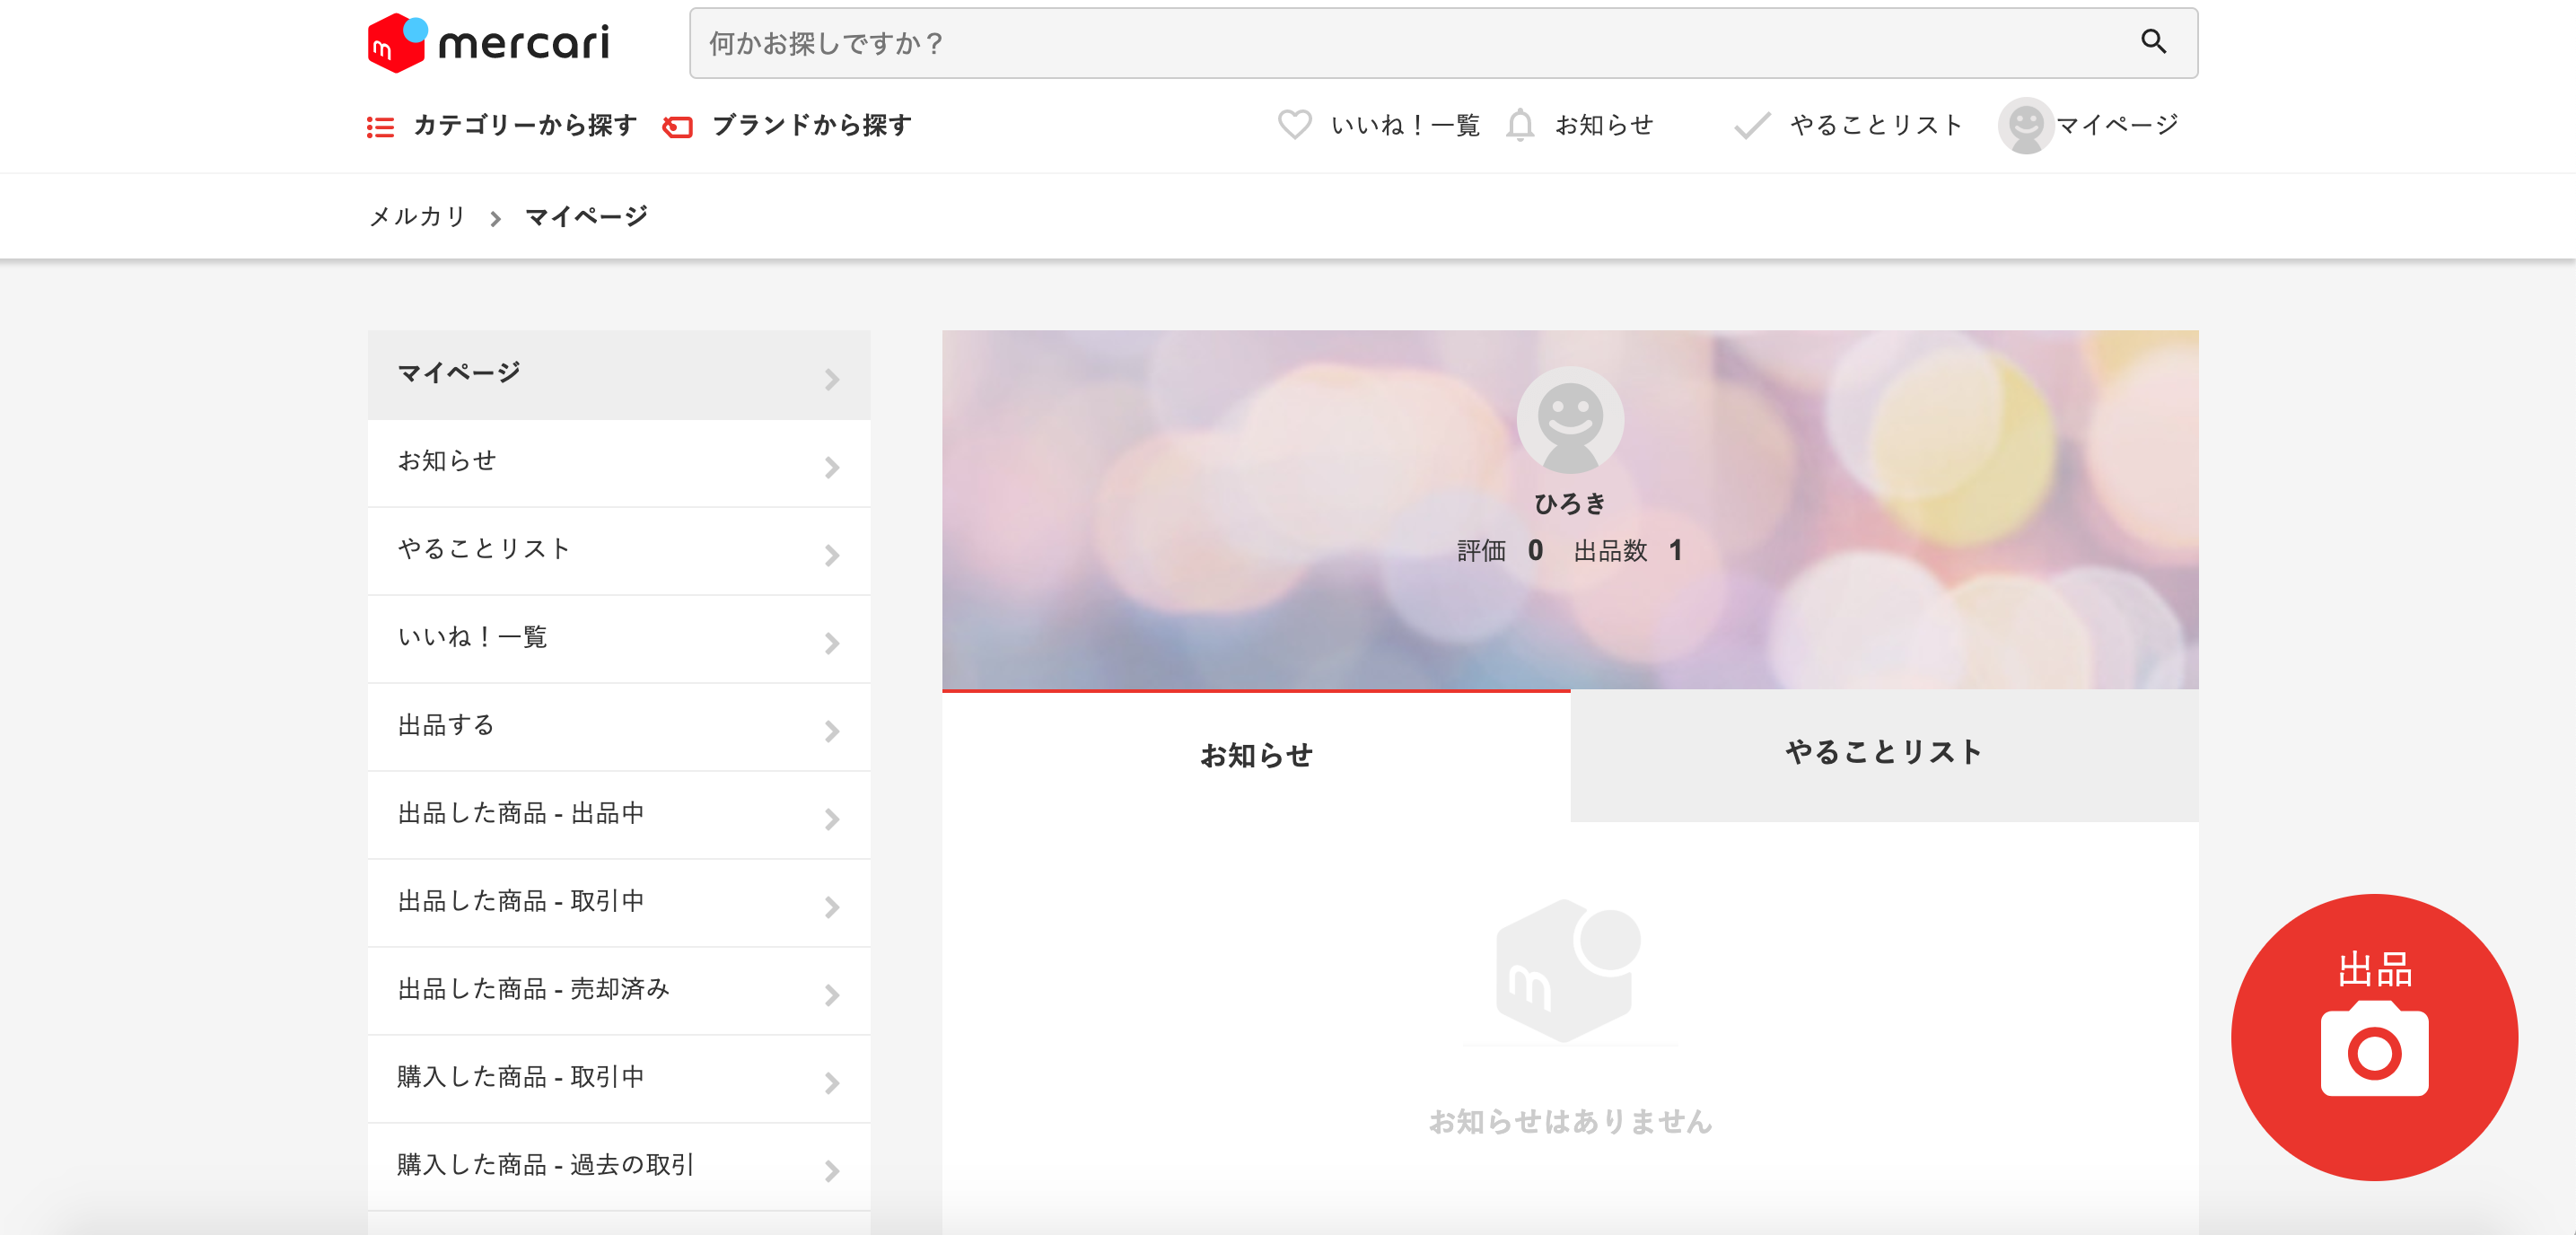 mercari
何かお探しですか？
カテゴリーから探す ブランドから探す いいね！一覧 お知らせ やることリスト マイページ
メルカリ マイページ
マイページ
お知らせ
やることリスト
いいね！一覧
出品する
出品した商品 - 出品中
出品した商品 - 取引中
出品した商品 - 売却済み
購入した商品 - 取引中
購入した商品 - 過去の取引
ひろき
評価 0 出品数 1
お知らせ やることリスト
m
お知らせはありません
出品